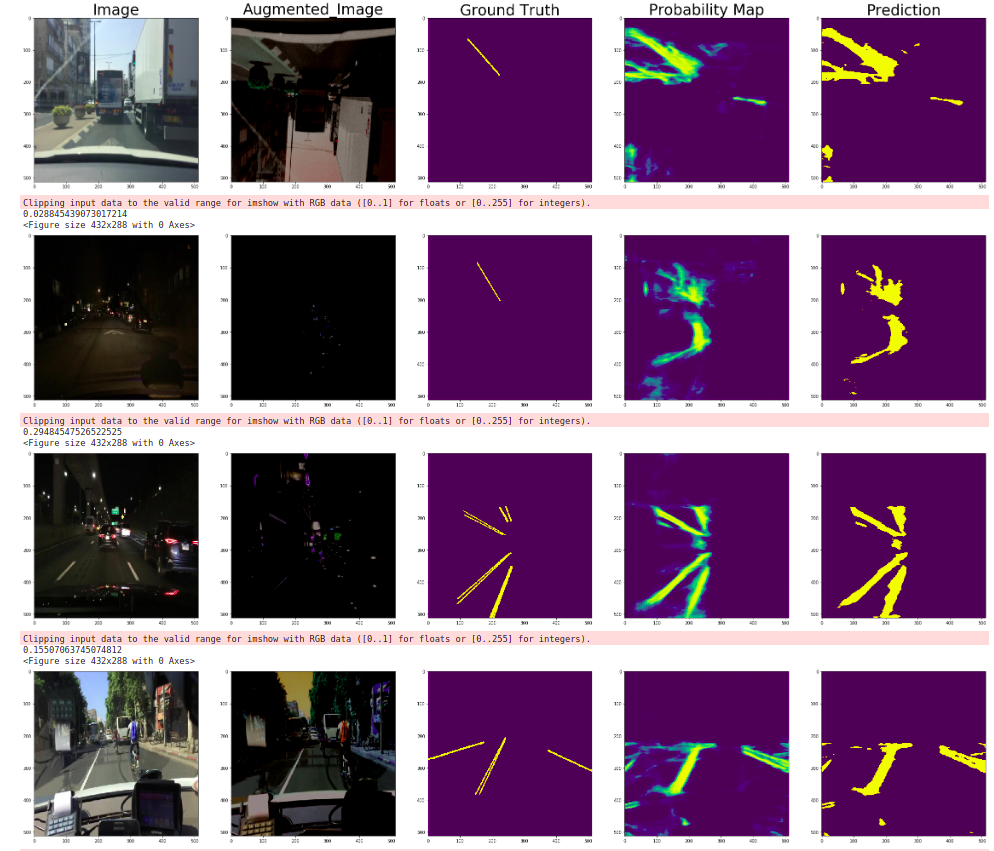 Image Augmented_Image Ground Truth Probability Map Prediction
Clipping input data to the valid range for imshow with RGB data ([0..1] for floats or [0..255] for integers).
0.028845439073017214
<Figure size 432x288 with 0 Axes>
Clipping input data to the valid range for imshow with RGB data ([0..1] for floats or [0..255] for integers).
0.29484547526522525
<Figure size 432x288 with 0 Axes>
Clipping input data to the valid range for imshow with RGB data ([0..1] for floats or [0..255] for integers).
0.15507063745074812
<Figure size 432x288 with 0 Axes>